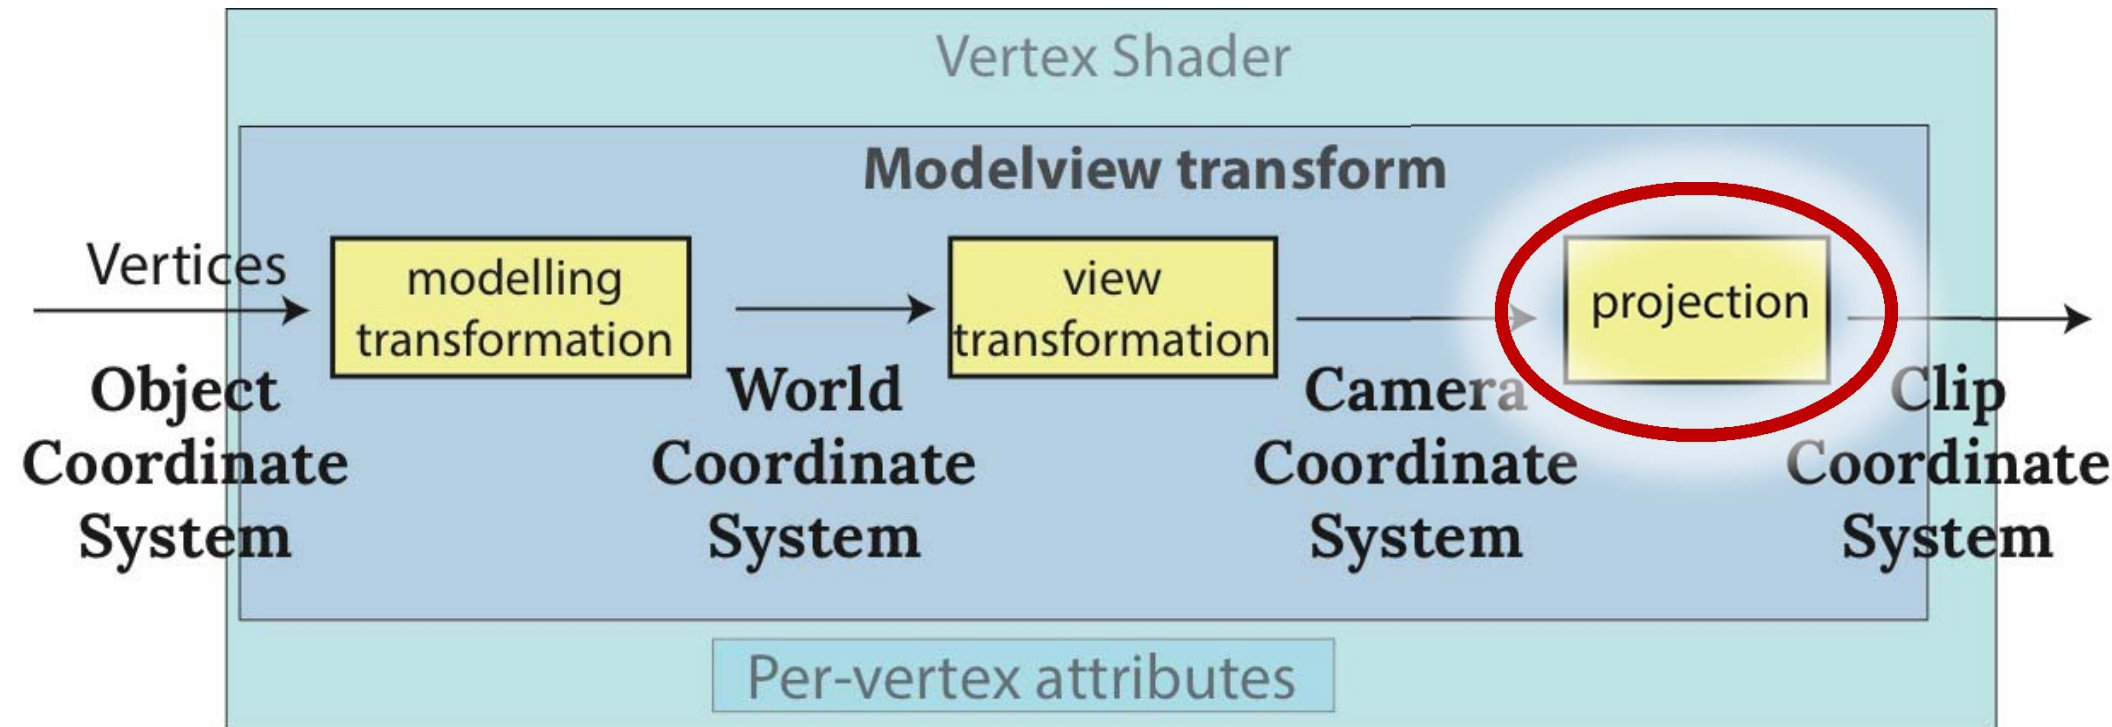 Vertex Shader
Modelview transform
Vertices
modelling
transformation
view
transformation
projection
Object
Coordinate
System
World
Coordinate
System
Camera
Coordinate
System
Clip
Coordinate
System
Per-vertex attributes